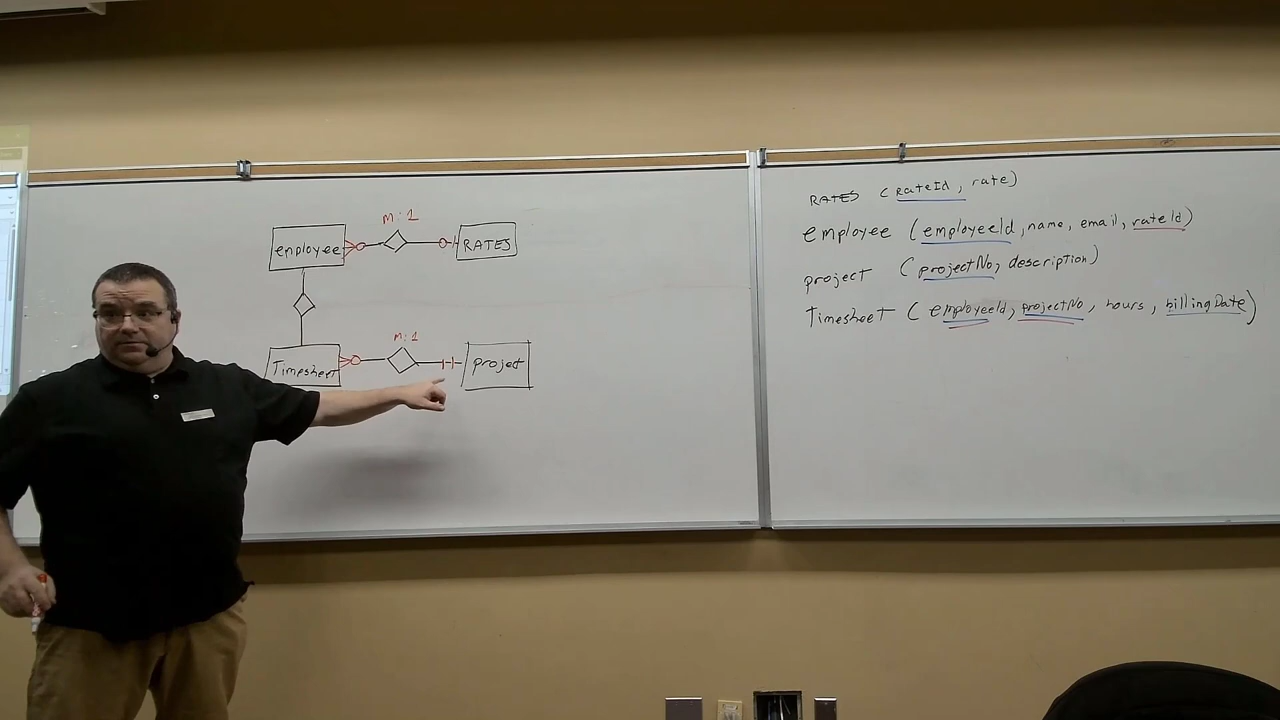 M:1
employee
RATES
M:1
Timesheet
project
RATES (rateId, rate)
employee (employeeId, name, email, rateId)
project (projectNo, description)
Timesheet (employeeId, projectNo, hours, billingDate)